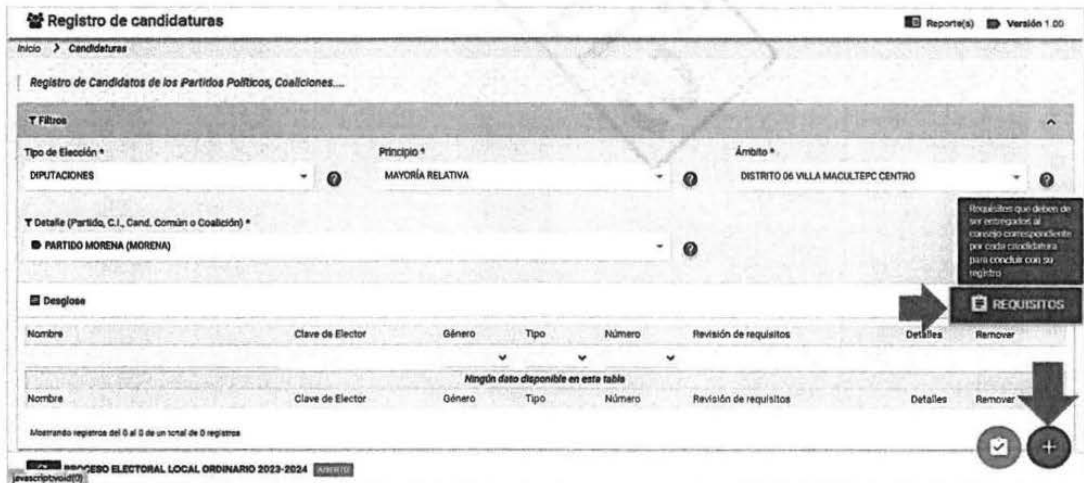 Registro de candidaturas
Reporte(s) Versión 1.00
Inicio > Candidaturas
Registro de Candidatos de los Partidos Políticos, Coaliciones....
Filtros
Tipo de Elección * Principio * Ámbito *
DIPUTACIONES MAYORÍA RELATIVA DISTRITO 06 VILLA MACULTEPC CENTRO
Detalle (Partido, C.I., Cand. Común o Coalición) *
PARTIDO MORENA (MORENA)
Requisitos que deben de
ser entregados al
consejo correspondiente
por cada candidatura
para concluir con su
registro
REQUISITOS
Desglose
Nombre Clave de Elector Género Tipo Número Revisión de requisitos Detalles Remover
Ningún dato disponible en esta tabla
Nombre Clave de Elector Género Tipo Número Revisión de requisitos Detalles Remover
Mostrando registros del 0 al 0 de un total de 0 registros
PROCESO ELECTORAL LOCAL ORDINARIO 2023-2024 ABIERTO
javascript:void(0)